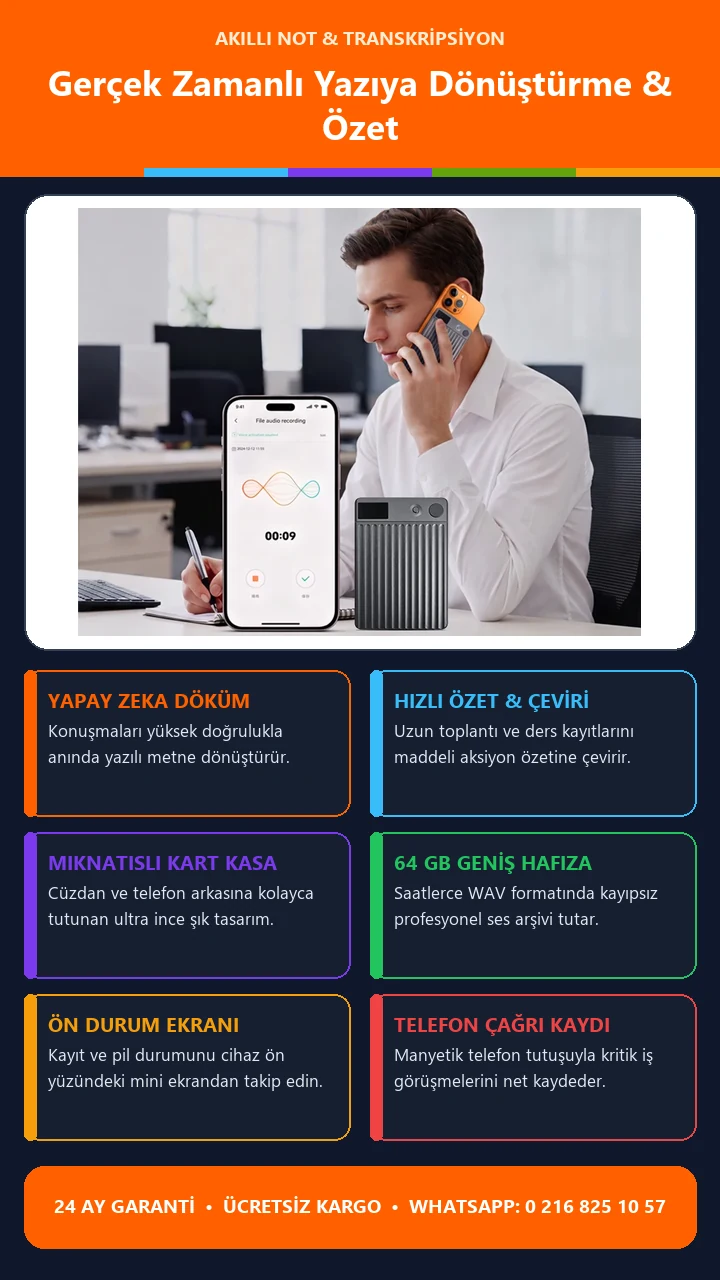 AKILLI NOT & TRANSKRİPSİYON
Gerçek Zamanlı Yazıya Dönüştürme &
Özet
9:41
File audio recording
00:09
YAPAY ZEKA DÖKÜM
Konuşmaları yüksek doğrulukla
anında yazılı metne dönüştürür.
HIZLI ÖZET & ÇEVİRİ
Uzun toplantı ve ders kayıtlarını
maddeli aksiyon özetine çevirir.
MIKNATISLI KART KASA
Cüzdan ve telefon arkasına kolayca
tutunan ultra ince şık tasarım.
64 GB GENİŞ HAFIZA
Saatlerce WAV formatında kayıpsız
profesyonel ses arşivi tutar.
ÖN DURUM EKRANI
Kayıt ve pil durumunu cihaz ön
yüzündeki mini ekrandan takip edin.
TELEFON ÇAĞRI KAYDI
Manyetik telefon tutuşuyla kritik iş
görüşmelerini net kaydeder.
24 AY GARANTİ • ÜCRETSİZ KARGO • WHATSAPP: 0 216 825 10 57